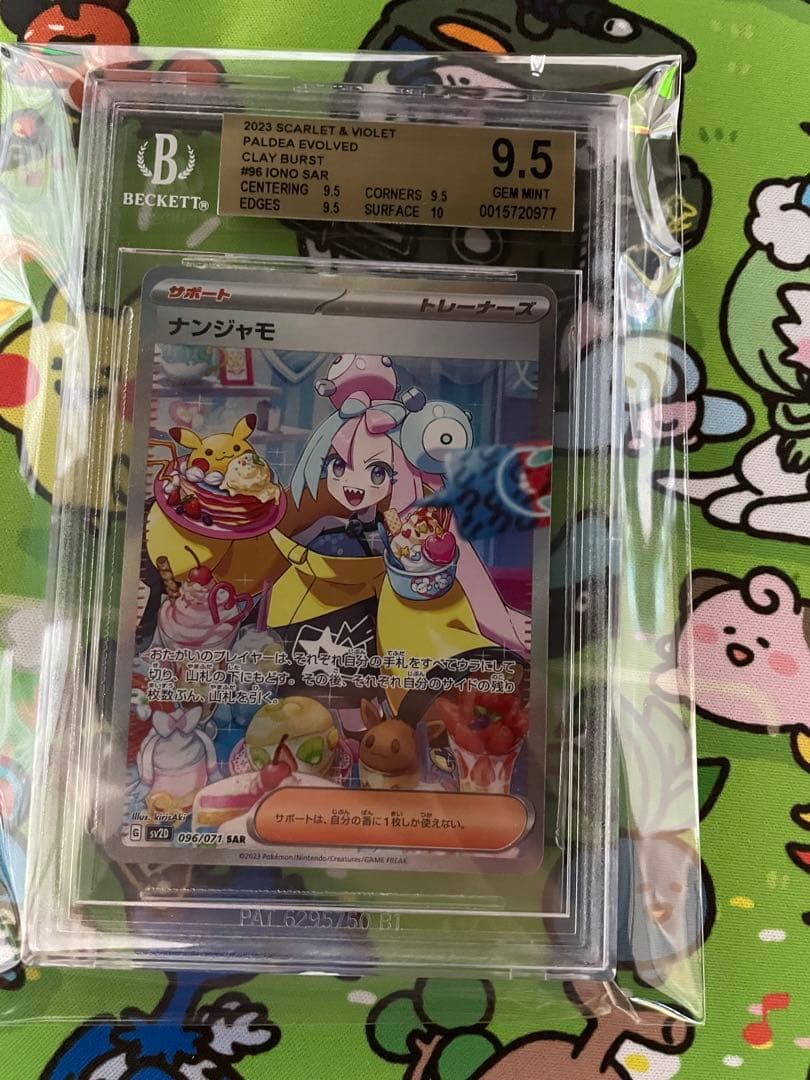 2023 SCARLET & VIOLET
PALDEA EVOLVED
CLAY BURST
#96 IONO SAR
CENTERING 9.5 CORNERS 9.5
EDGES 9.5 SURFACE 10
9.5
GEM MINT
0015720977
B
BECKETT®
サポート
トレーナーズ
ナンジャモ
おたがいのプレイヤーは、それぞれ自分の手札をすべてウラにして
切り、山札の下にもどす。その後、それぞれ自分のサイドの残り
枚数ぶん、山札を引く。
サポートは、自分の番に1枚しか使えない。
Illus. kirisAki
G sv2D 096/071 SAR
©2023 Pokémon/Nintendo/Creatures/GAME FREAK
PAT 6295750 B1